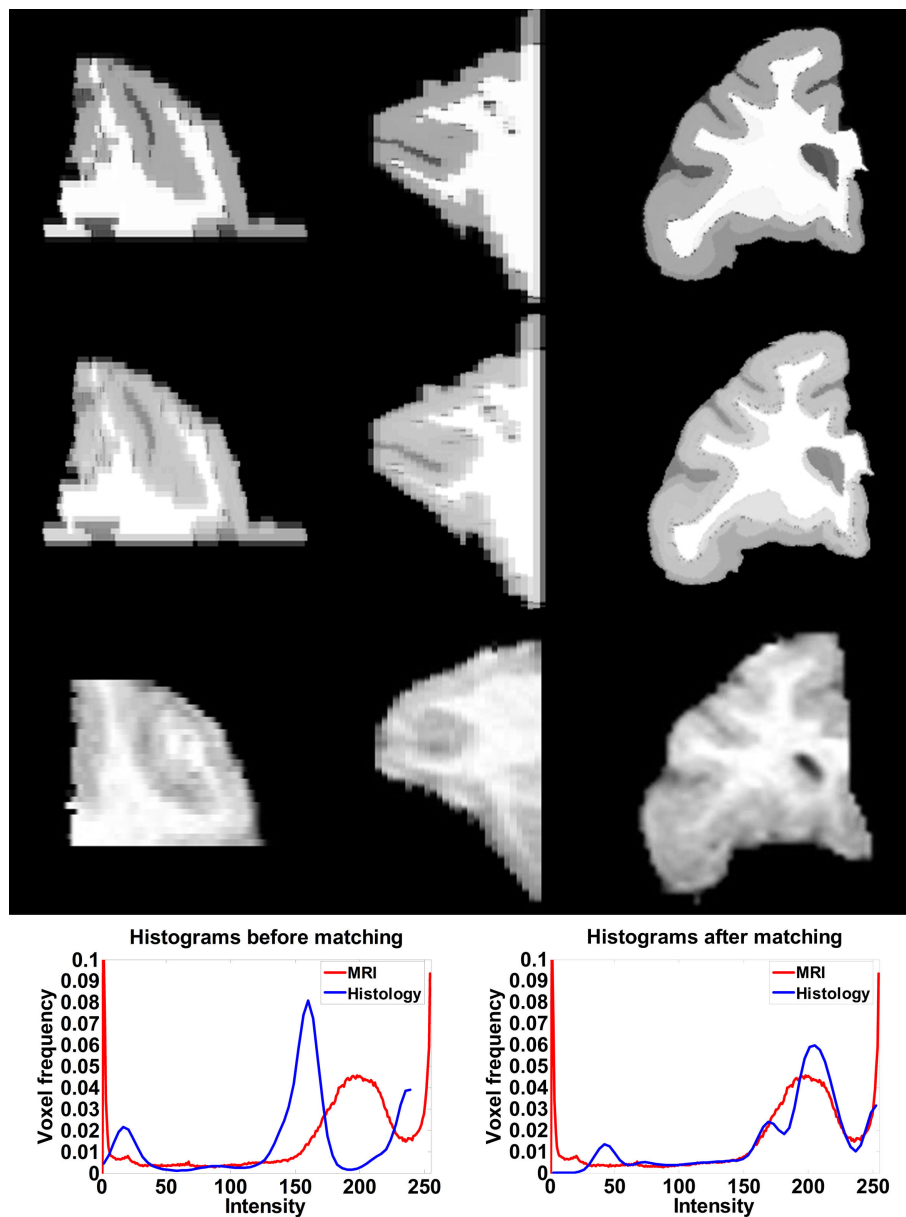 Histograms before matching
0.1
0.09
0.08
0.07
0.06
0.05
0.04
0.03
0.02
0.01
0
Voxel frequency
MRI
Histology
0 50 100 150 200 250
Intensity
Histograms after matching
0.1
0.09
0.08
0.07
0.06
0.05
0.04
0.03
0.02
0.01
0
Voxel frequency
MRI
Histology
0 50 100 150 200 250
Intensity